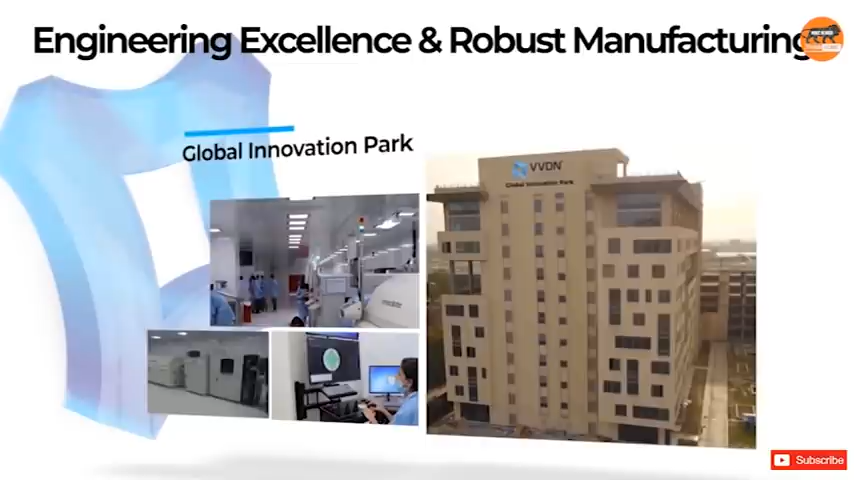 Engineering Excellence & Robust Manufacturing
Global Innovation Park
VVDN
Global Innovation Park
Subscribe